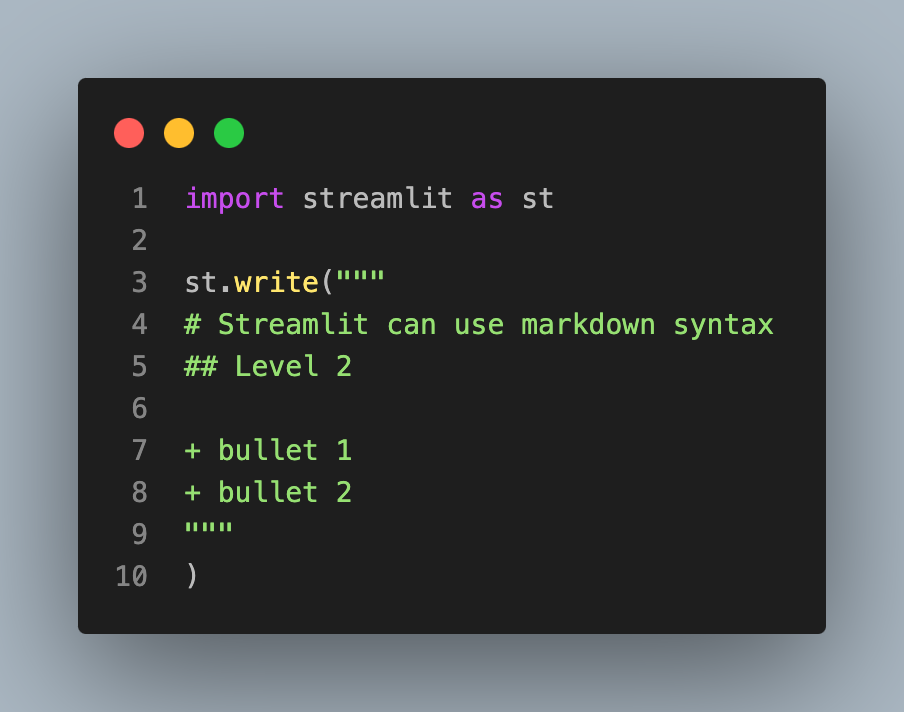 1 import streamlit as st
2
3 st.write("""
4 # Streamlit can use markdown syntax
5 ## Level 2
6
7 + bullet 1
8 + bullet 2
9 """
10 )